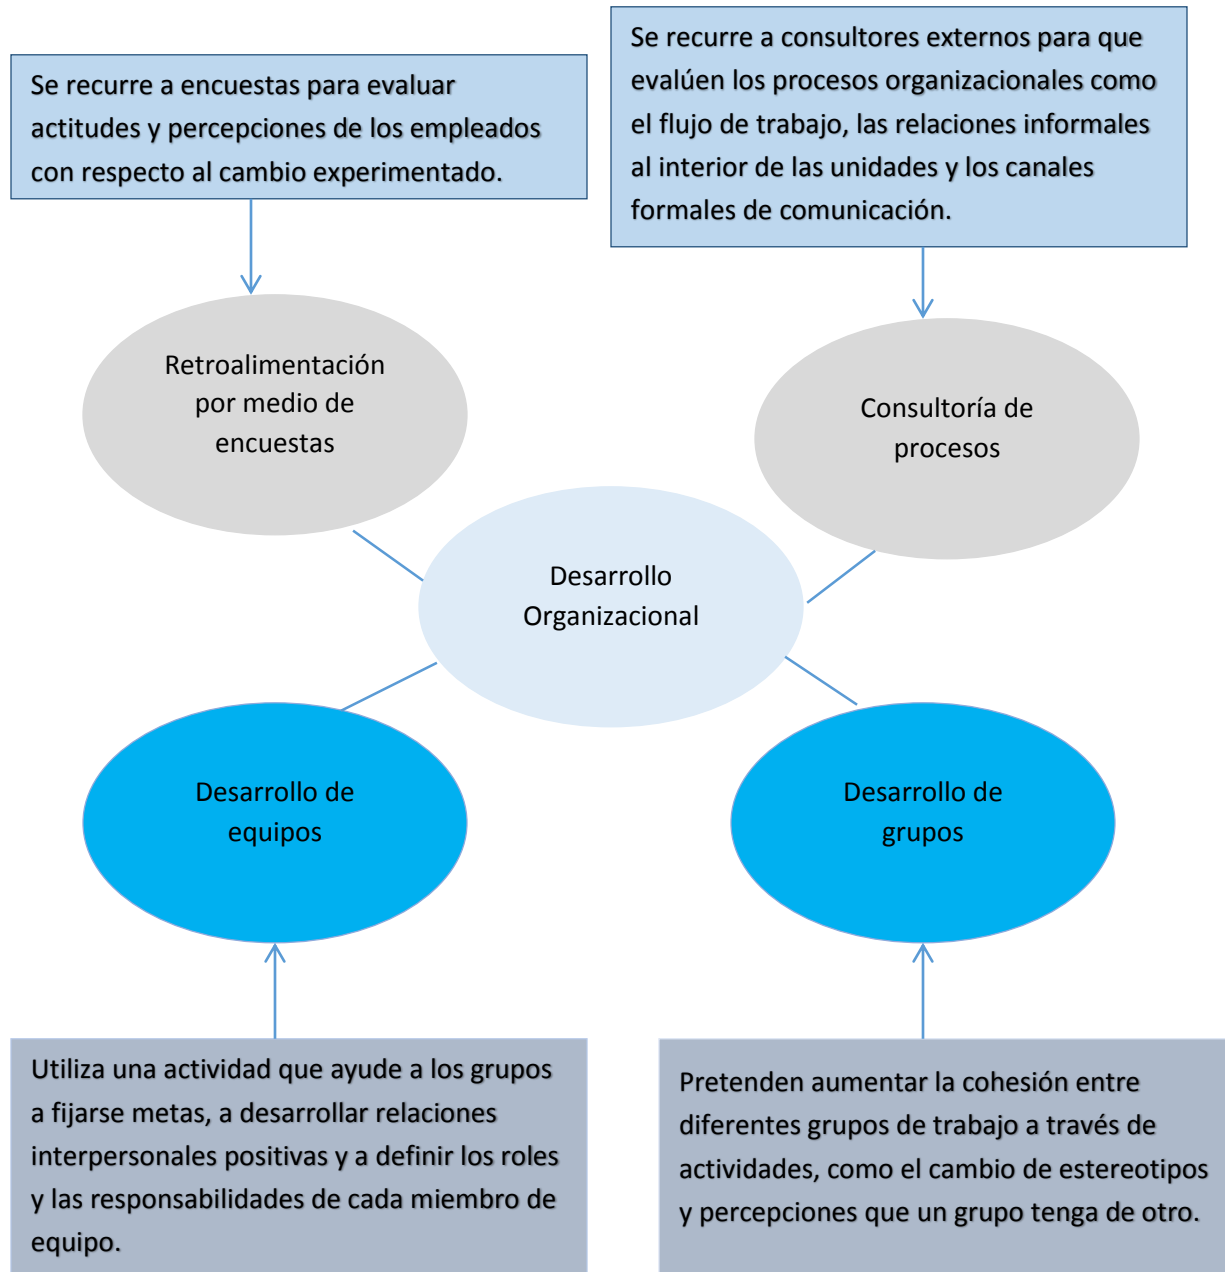 Se recurre a encuestas para evaluar
actitudes y percepciones de los empleados
con respecto al cambio experimentado.
Se recurre a consultores externos para que
evalúen los procesos organizacionales como
el flujo de trabajo, las relaciones informales
al interior de las unidades y los canales
formales de comunicación.
Retroalimentación
por medio de
encuestas
Consultoría de
procesos
Desarrollo
Organizacional
Desarrollo de
equipos
Desarrollo de
grupos
Utiliza una actividad que ayude a los grupos
a fijarse metas, a desarrollar relaciones
interpersonales positivas y a definir los roles
y las responsabilidades de cada miembro de
equipo.
Pretenden aumentar la cohesión entre
diferentes grupos de trabajo a través de
actividades, como el cambio de estereotipos
y percepciones que un grupo tenga de otro.